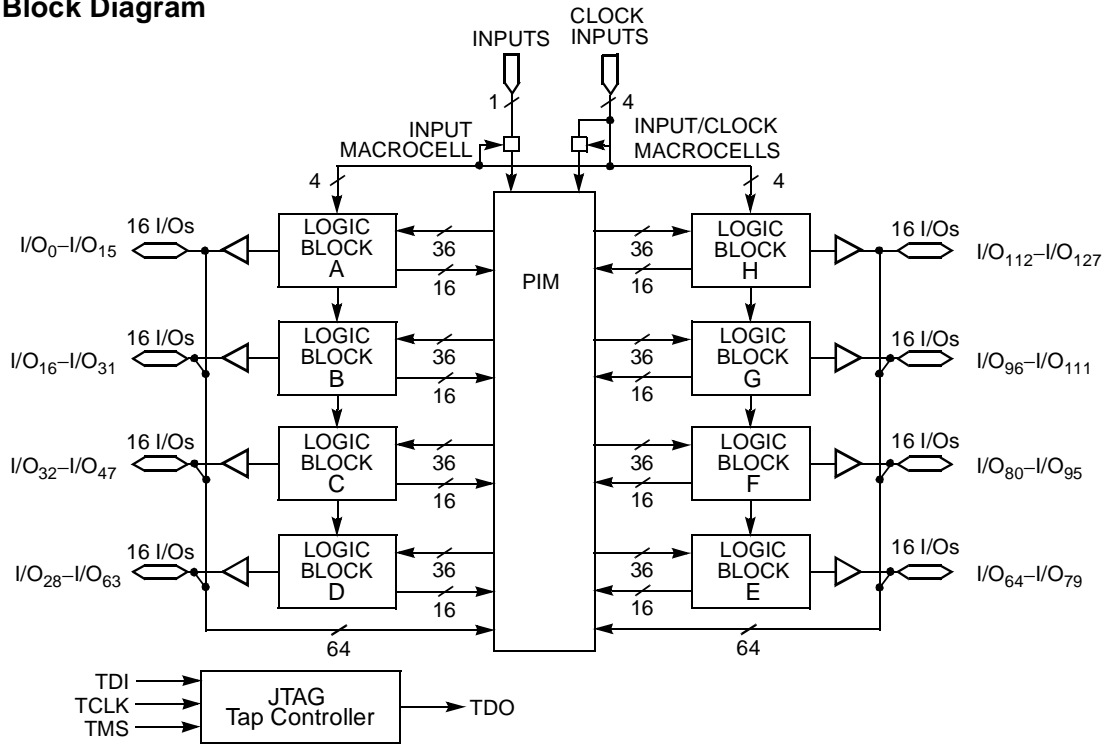 Block Diagram
CLOCK
INPUTS
INPUTS
1
4
INPUT
MACROCELL
INPUT/CLOCK
MACROCELLS
4
4
16 I/Os
I/O0–I/O15
LOGIC
BLOCK
A
36
16
PIM
36
16
LOGIC
BLOCK
H
16 I/Os
I/O112–I/O127
16 I/Os
I/O16–I/O31
LOGIC
BLOCK
B
36
16
36
16
LOGIC
BLOCK
G
16 I/Os
I/O96–I/O111
16 I/Os
I/O32–I/O47
LOGIC
BLOCK
C
36
16
36
16
LOGIC
BLOCK
F
16 I/Os
I/O80–I/O95
16 I/Os
I/O28–I/O63
LOGIC
BLOCK
D
36
16
36
16
LOGIC
BLOCK
E
16 I/Os
I/O64–I/O79
64
64
TDI
TCLK
TMS
JTAG
Tap Controller
TDO